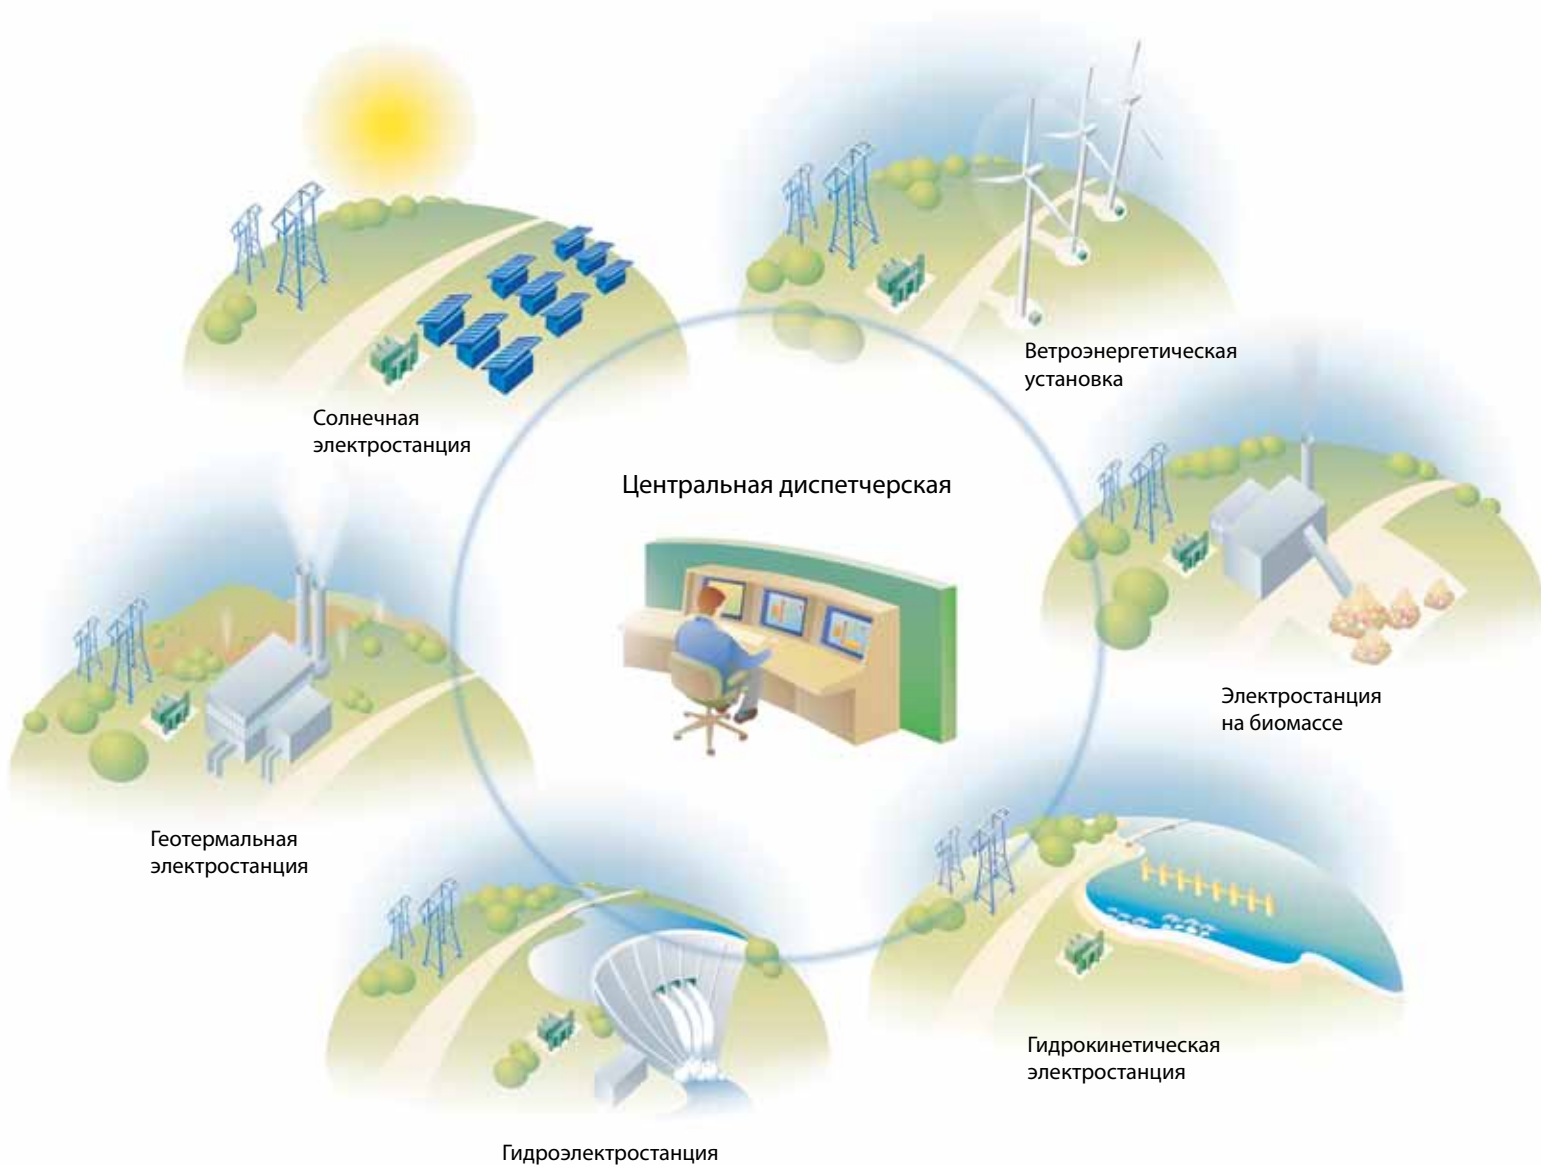 Ветроэнергетическая
установка
Солнечная
электростанция
Центральная диспетчерская
Электростанция
на биомассе
Геотермальная
электростанция
Гидрокинетическая
электростанция
Гидроэлектростанция